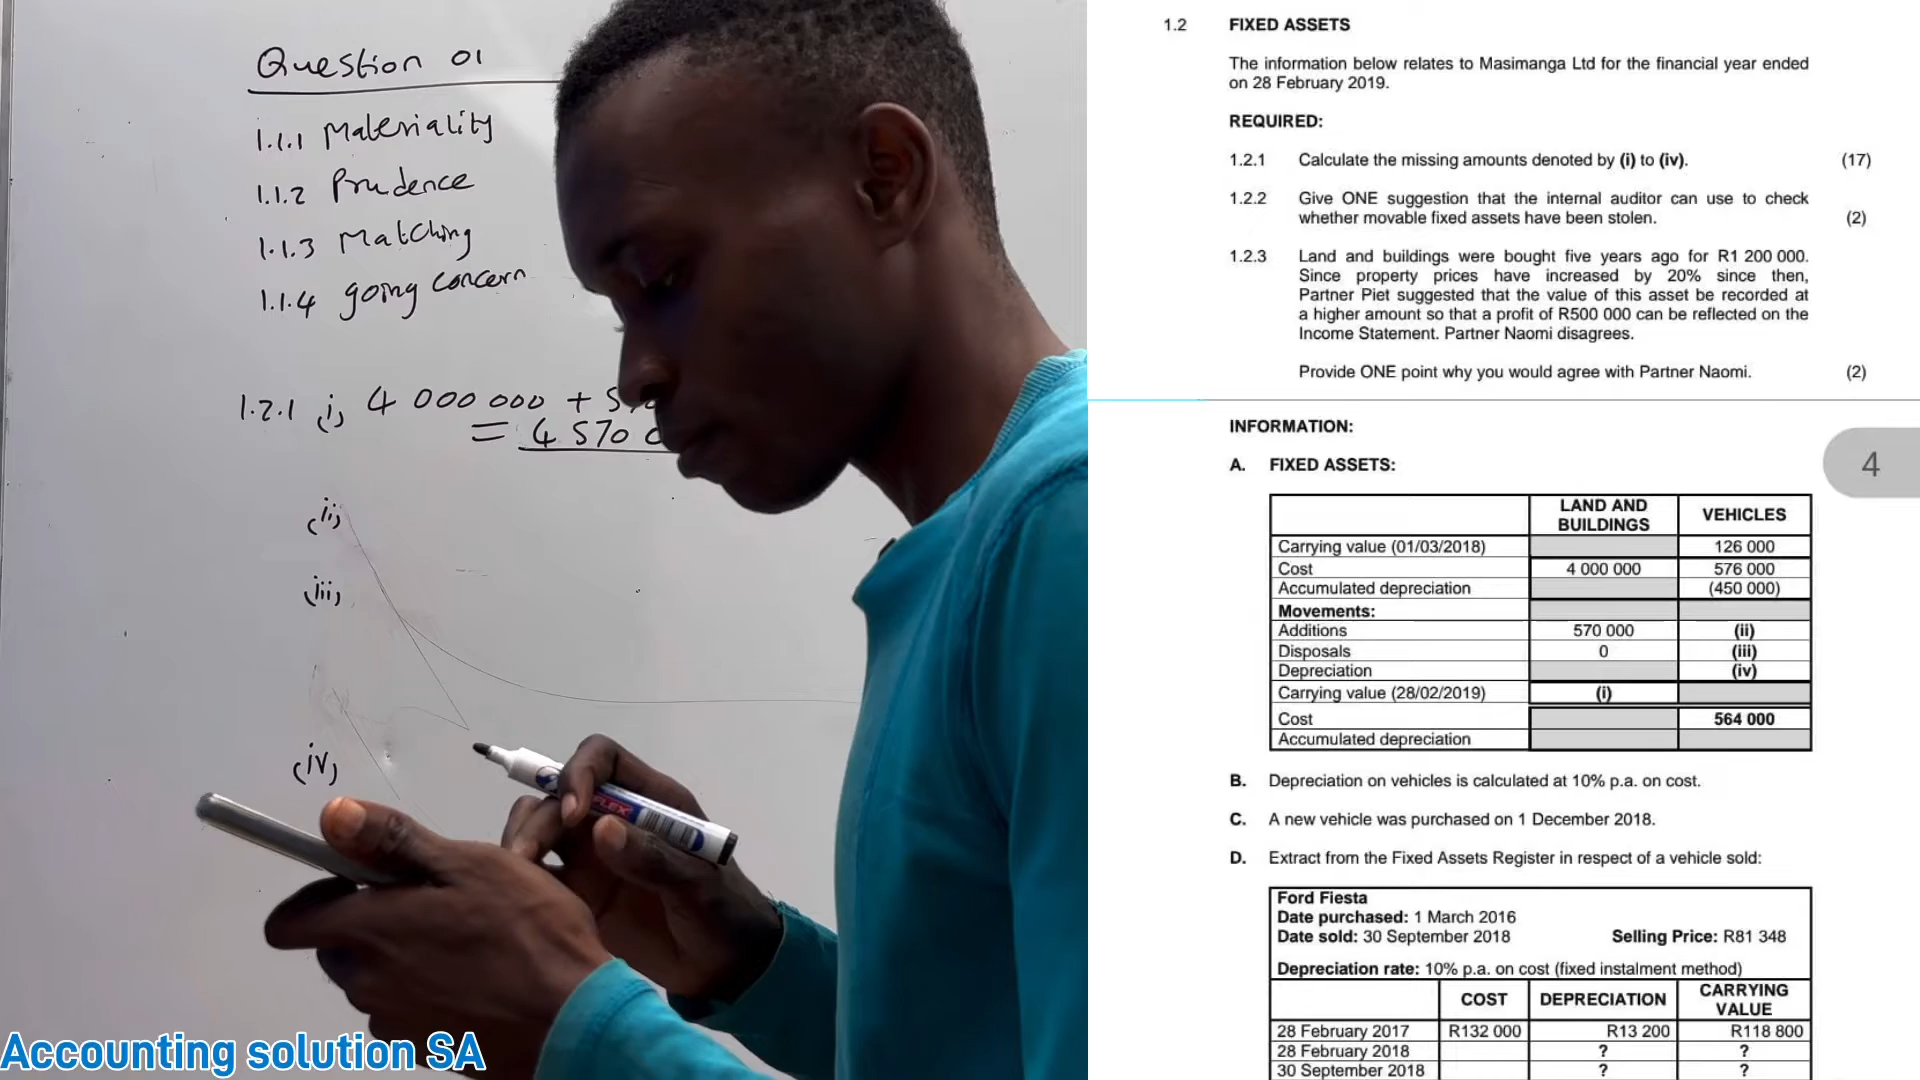 Question 01
1.1.1 Materiality
1.1.2 Prudence
1.1.3 Matching
1.1.4 going concern
1.2.1 (i) 4 000 000 +
= 4 570
(ii)
(iii)
(iv)
FLEX
Accounting solution SA
1.2 FIXED ASSETS
The information below relates to Masimanga Ltd for the financial year ended
on 28 February 2019.
REQUIRED:
1.2.1 Calculate the missing amounts denoted by (i) to (iv). (17)
1.2.2 Give ONE suggestion that the internal auditor can use to check
whether movable fixed assets have been stolen. (2)
1.2.3 Land and buildings were bought five years ago for R1 200 000.
Since property prices have increased by 20% since then,
Partner Piet suggested that the value of this asset be recorded at
a higher amount so that a profit of R500 000 can be reflected on the
Income Statement. Partner Naomi disagrees.
Provide ONE point why you would agree with Partner Naomi. (2)
INFORMATION:
A. FIXED ASSETS:
4
LAND AND BUILDINGS VEHICLES
Carrying value (01/03/2018) 126 000
Cost 4 000 000 576 000
Accumulated depreciation (450 000)
Movements:
Additions 570 000 (ii)
Disposals 0 (iii)
Depreciation (iv)
Carrying value (28/02/2019) (i)
Cost 564 000
Accumulated depreciation
B. Depreciation on vehicles is calculated at 10% p.a. on cost.
C. A new vehicle was purchased on 1 December 2018.
D. Extract from the Fixed Assets Register in respect of a vehicle sold:
Ford Fiesta
Date purchased: 1 March 2016
Date sold: 30 September 2018 Selling Price: R81 348
Depreciation rate: 10% p.a. on cost (fixed instalment method)
COST DEPRECIATION CARRYING VALUE
28 February 2017 R132 000 R13 200 R118 800
28 February 2018 ? ?
30 September 2018 ? ?